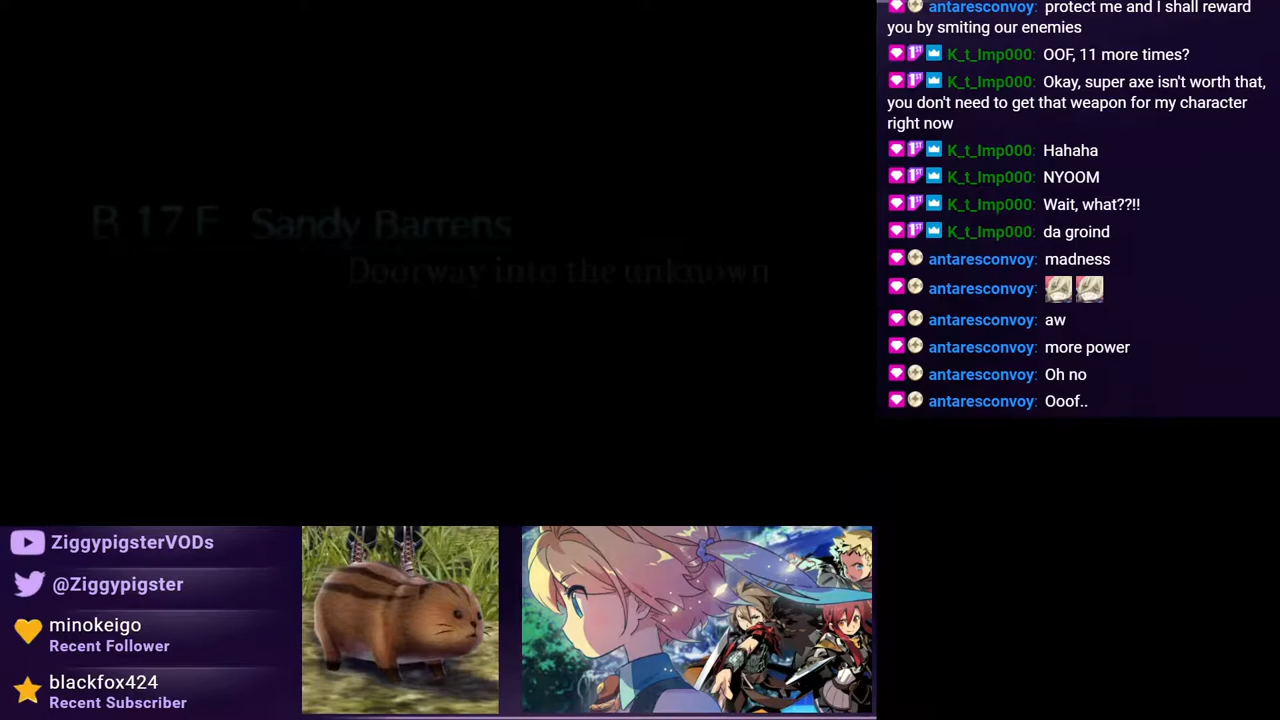 B 17 F Sandy Barrens
Doorway into the unknown
antaresconvoy: protect me and I shall reward
you by smiting our enemies
K_t_Imp000: OOF, 11 more times?
K_t_Imp000: Okay, super axe isn't worth that,
you don't need to get that weapon for my character
right now
K_t_Imp000: Hahaha
K_t_Imp000: NYOOM
K_t_Imp000: Wait, what??!!
K_t_Imp000: da groind
antaresconvoy: madness
antaresconvoy:
antaresconvoy: aw
antaresconvoy: more power
antaresconvoy: Oh no
antaresconvoy: Ooof..
ZiggypigsterVODs
@Ziggypigster
minokeigo
Recent Follower
blackfox424
Recent Subscriber